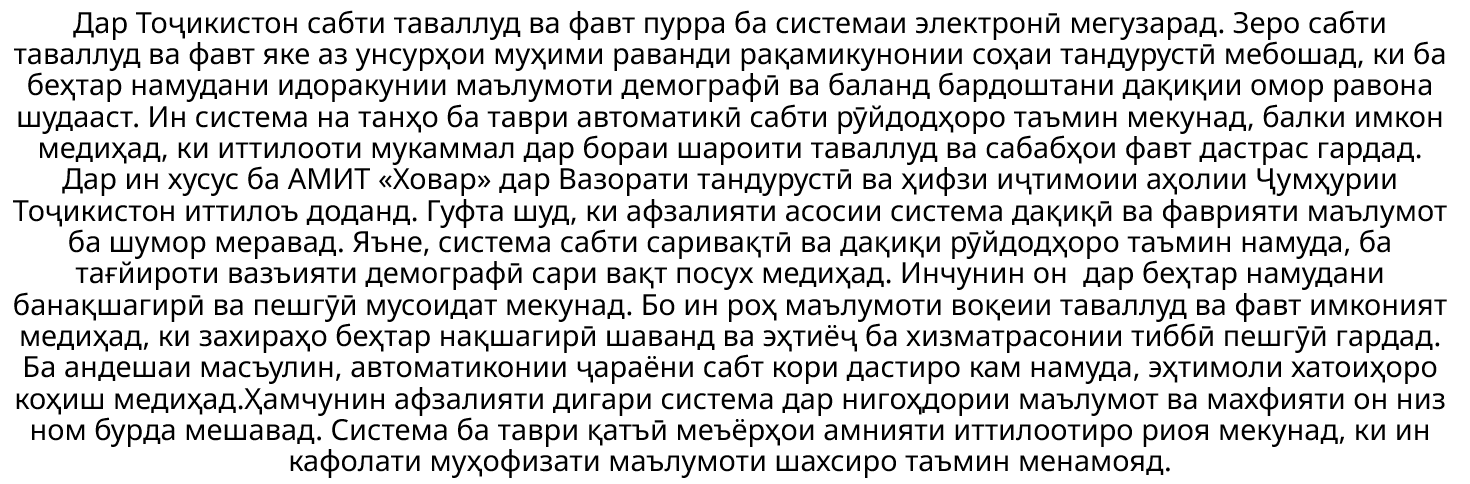 Дар Тоҷикистон сабти таваллуд ва фавт пурра ба системаи электронӣ мегузарад. Зеро сабти
таваллуд ва фавт яке аз унсурҳои муҳими раванди рақамикунонии соҳаи тандурустӣ мебошад, ки ба
беҳтар намудани идоракунии маълумоти демографӣ ва баланд бардоштани дақиқии омор равона
шудааст. Ин система на танҳо ба таври автоматикӣ сабти рӯйдодҳоро таъмин мекунад, балки имкон
медиҳад, ки иттилооти мукаммал дар бораи шароити таваллуд ва сабабҳои фавт дастрас гардад.
Дар ин хусус ба АМИТ «Ховар» дар Вазорати тандурустӣ ва ҳифзи иҷтимоии аҳолии Ҷумҳурии
Тоҷикистон иттилоъ доданд. Гуфта шуд, ки афзалияти асосии система дақиқӣ ва фаврияти маълумот
ба шумор меравад. Яъне, система сабти саривақтӣ ва дақиқи рӯйдодҳоро таъмин намуда, ба
тағйироти вазъияти демографӣ сари вақт посух медиҳад. Инчунин он  дар беҳтар намудани
банақшагирӣ ва пешгӯӣ мусоидат мекунад. Бо ин роҳ маълумоти воқеии таваллуд ва фавт имконият
медиҳад, ки захираҳо беҳтар нақшагирӣ шаванд ва эҳтиёҷ ба хизматрасонии тиббӣ пешгӯӣ гардад.
Ба андешаи масъулин, автоматиконии ҷараёни сабт кори дастиро кам намуда, эҳтимоли хатоиҳоро
коҳиш медиҳад.Ҳамчунин афзалияти дигари система дар нигоҳдории маълумот ва махфияти он низ
ном бурда мешавад. Система ба таври қатъӣ меъёрҳои амнияти иттилоотиро риоя мекунад, ки ин
кафолати муҳофизати маълумоти шахсиро таъмин менамояд.